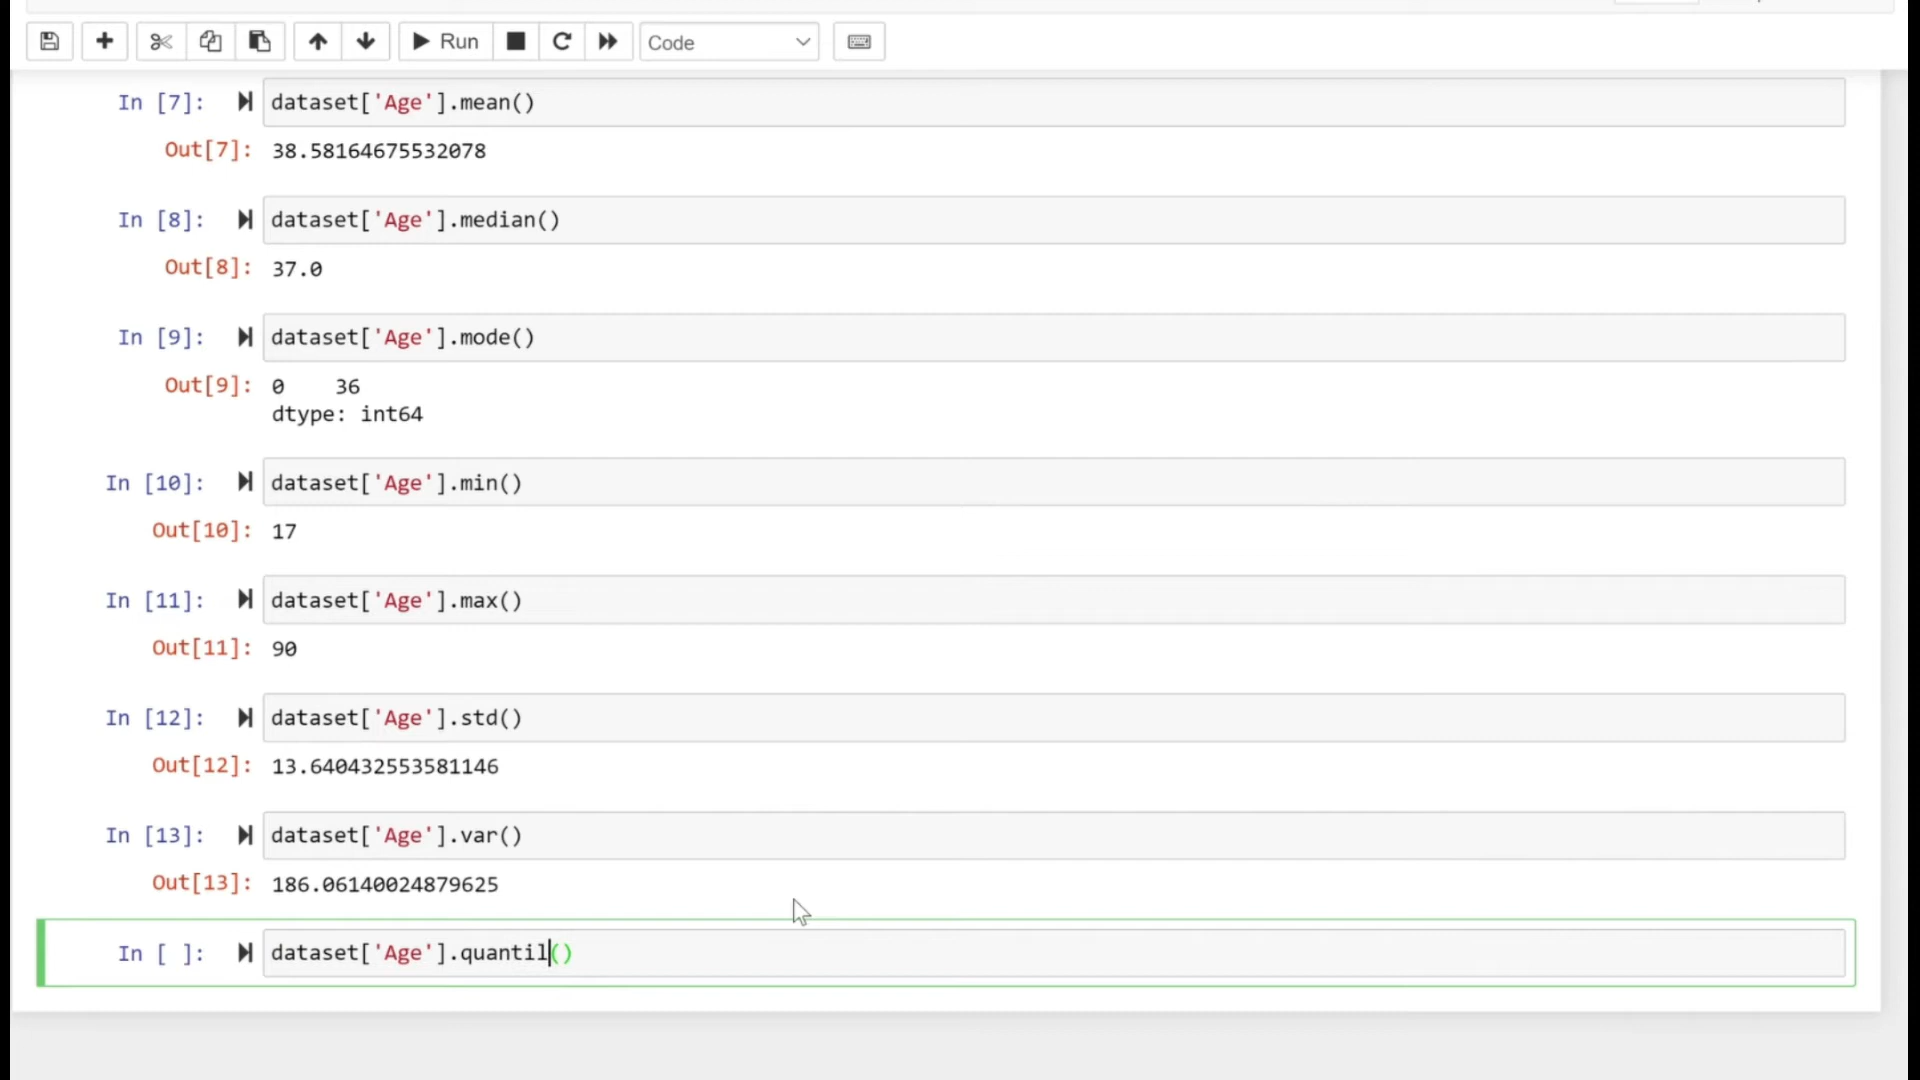 Run Code
In [7]: dataset['Age'].mean()
Out[7]: 38.58164675532078
In [8]: dataset['Age'].median()
Out[8]: 37.0
In [9]: dataset['Age'].mode()
Out[9]: 0    36
dtype: int64
In [10]: dataset['Age'].min()
Out[10]: 17
In [11]: dataset['Age'].max()
Out[11]: 90
In [12]: dataset['Age'].std()
Out[12]: 13.640432553581146
In [13]: dataset['Age'].var()
Out[13]: 186.06140024879625
In [ ]: dataset['Age'].quantil()